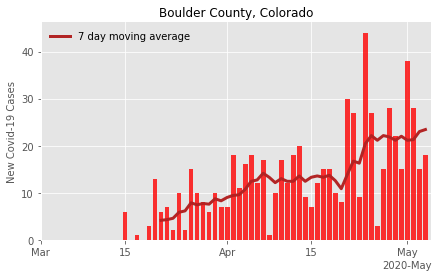 Boulder County, Colorado
7 day moving average
New Covid-19 Cases
40
30
20
10
0
Mar
15
Apr
15
May
2020-May